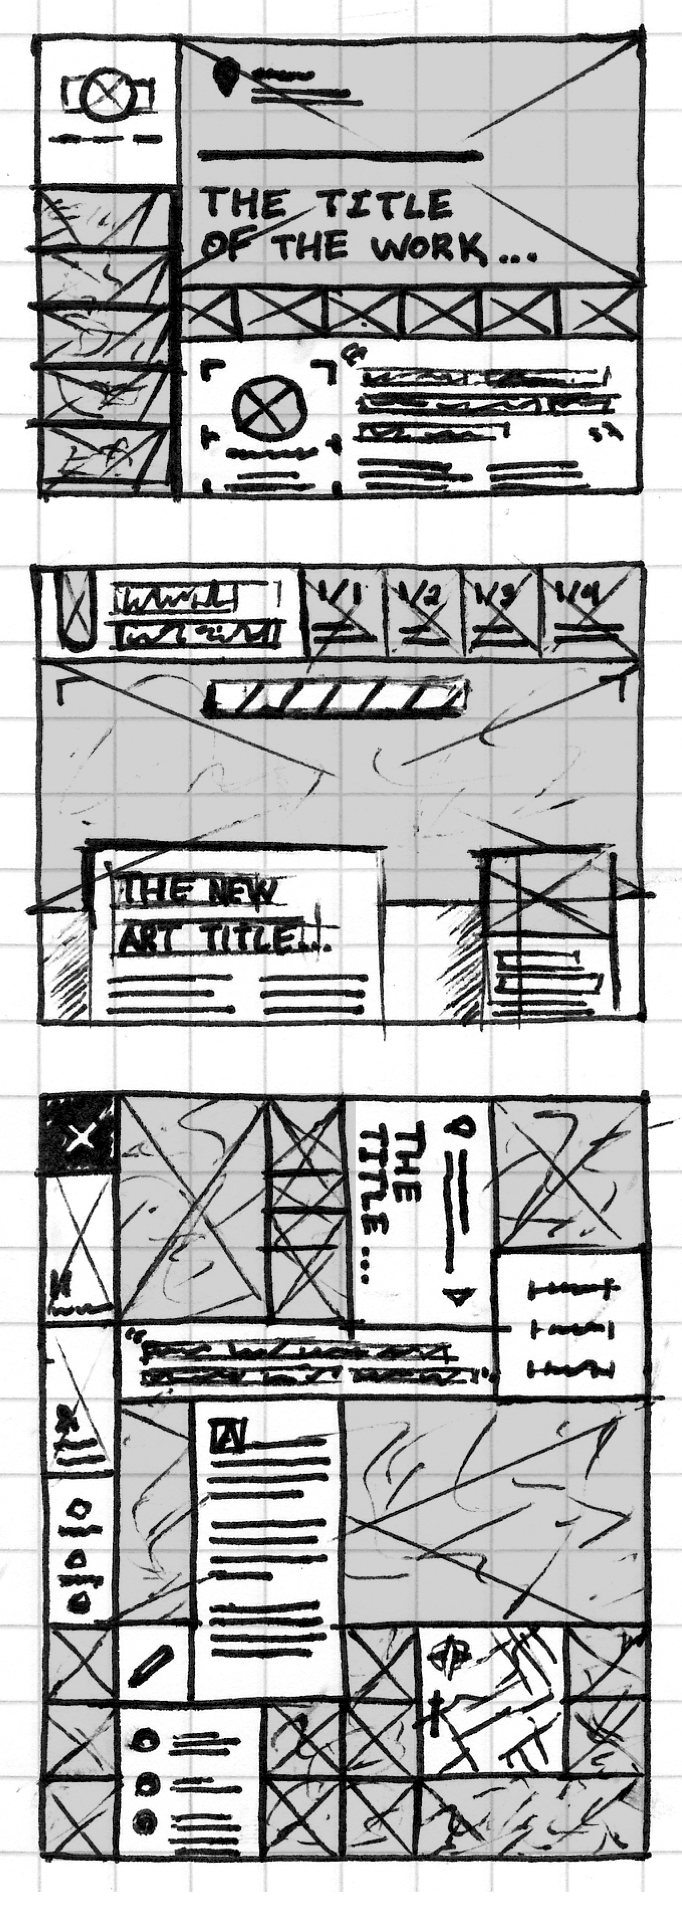 THE TITLE
OF THE WORK...
1/1 1/2 1/3 1/4
THE NEW
ART TITLE...
THE
TITLE...
A